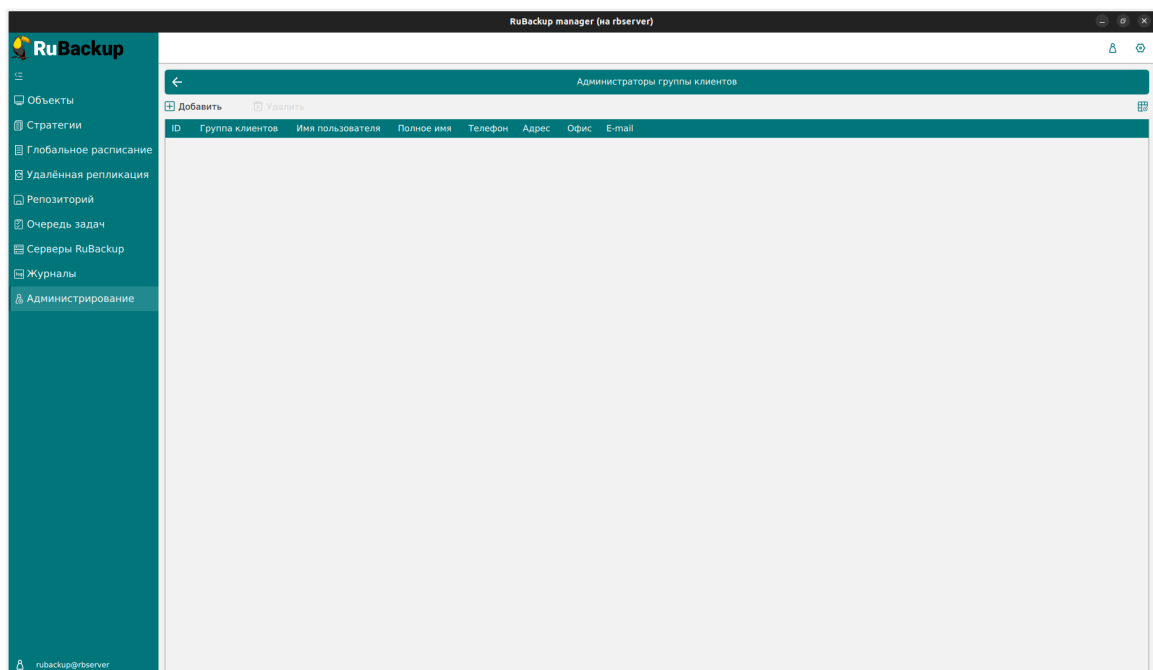 RuBackup manager (на rbserver)
RuBackup
Администраторы группы клиентов
Добавить Удалить
ID Группа клиентов Имя пользователя Полное имя Телефон Адрес Офис E-mail
Объекты
Стратегии
Глобальное расписание
Удалённая репликация
Репозиторий
Очередь задач
Серверы RuBackup
Журналы
Администрирование
rubackup@rbserver